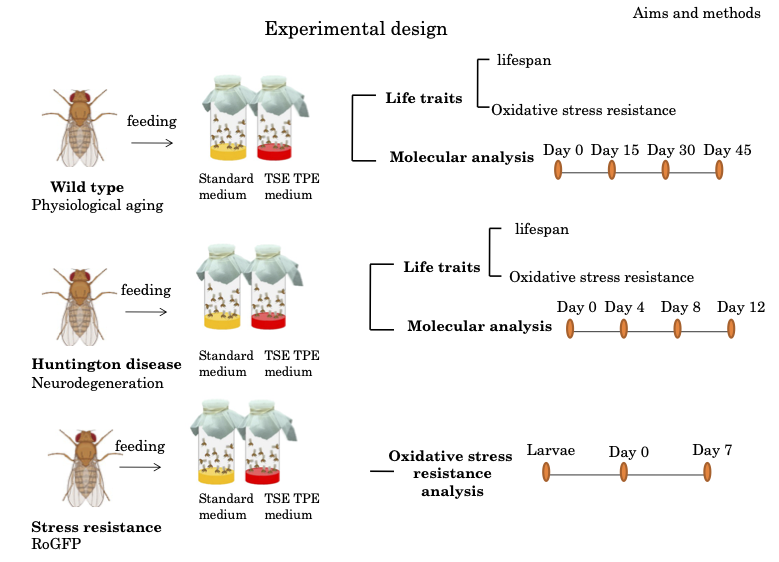 Aims and methods
Experimental design
feeding
Wild type
Physiological aging
Standard medium
TSE TPE medium
Life traits
lifespan
Oxidative stress resistance
Molecular analysis
Day 0 Day 15 Day 30 Day 45
feeding
Huntington disease
Neurodegeneration
Standard medium
TSE TPE medium
Life traits
lifespan
Oxidative stress resistance
Molecular analysis
Day 0 Day 4 Day 8 Day 12
feeding
Stress resistance
RoGFP
Standard medium
TSE TPE medium
Oxidative stress
resistance
analysis
Larvae Day 0 Day 7